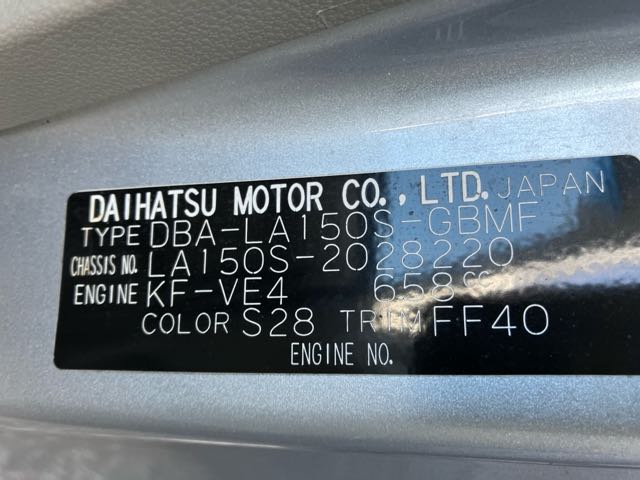 DAIHATSU MOTOR CO., LTD. JAPAN
TYPE DBA-LA150S-GBMF
CHASSIS NO. LA150S-2028220
ENGINE KF-VE4 658cc
COLOR S28 TRIM FF40
ENGINE NO.